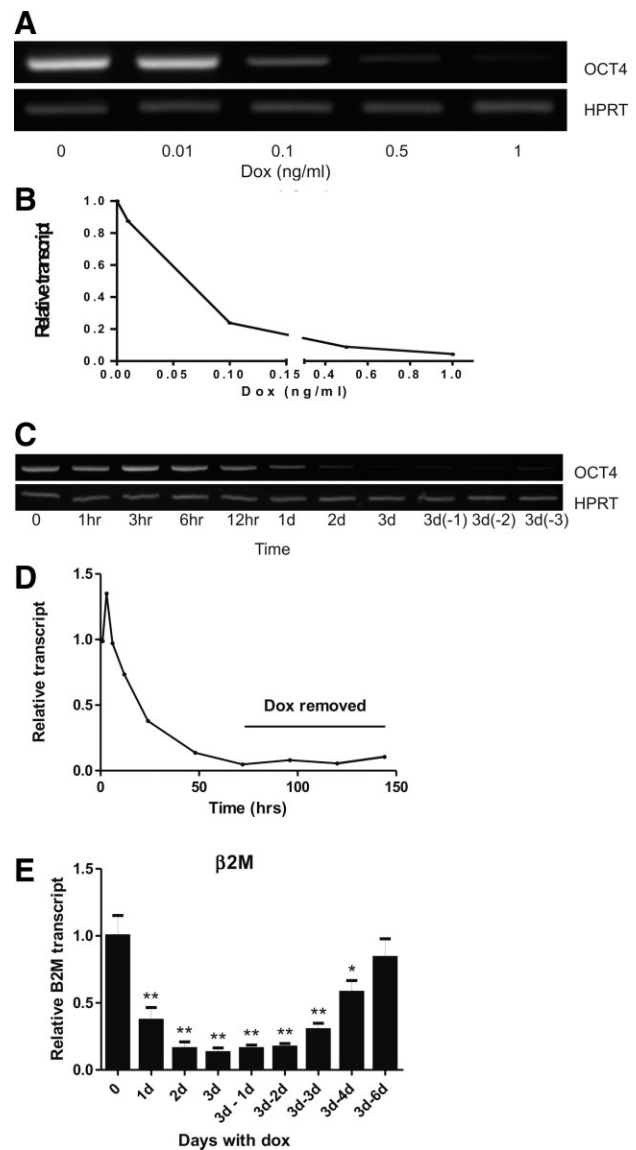 A
OCT4
HPRT
0 0.01 0.1 0.5 1
Dox (ng/ml)
B
Relative transcript
1.0
0.8
0.6
0.4
0.2
0.0
0.00 0.05 0.10 0.15 0.4 0.6 0.8 1.0
Dox (ng/ml)
C
OCT4
HPRT
0 1hr 3hr 6hr 12hr 1d 2d 3d 3d(-1) 3d(-2) 3d(-3)
Time
D
Relative transcript
1.5
1.0
0.5
0.0
Dox removed
0 50 100 150
Time (hrs)
E
β2M
Relative B2M transcript
1.5
1.0
0.5
0.0
** ** ** ** ** ** *
0 1d 2d 3d 3d - 1d 3d-2d 3d-3d 3d-4d 3d-6d
Days with dox